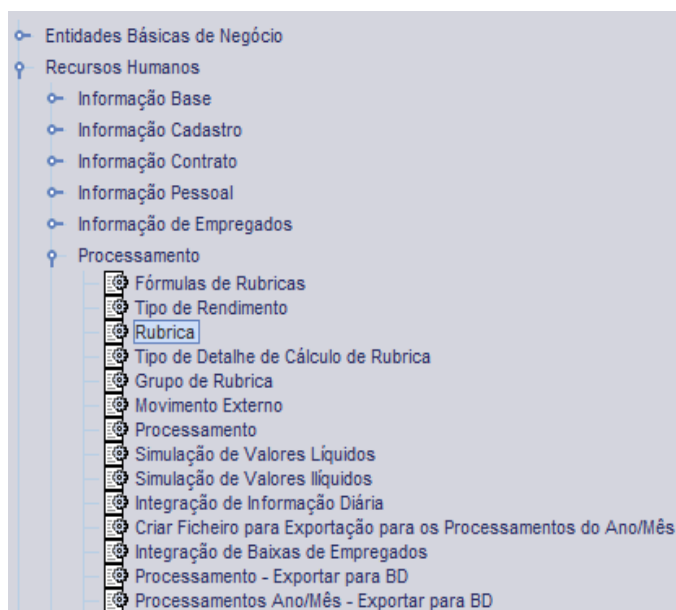 Entidades Básicas de Negócio
Recursos Humanos
Informação Base
Informação Cadastro
Informação Contrato
Informação Pessoal
Informação de Empregados
Processamento
Fórmulas de Rubricas
Tipo de Rendimento
Rubrica
Tipo de Detalhe de Cálculo de Rubrica
Grupo de Rubrica
Movimento Externo
Processamento
Simulação de Valores Líquidos
Simulação de Valores Ilíquidos
Integração de Informação Diária
Criar Ficheiro para Exportação para os Processamentos do Ano/Mês
Integração de Baixas de Empregados
Processamento - Exportar para BD
Processamentos Ano/Mês - Exportar para BD